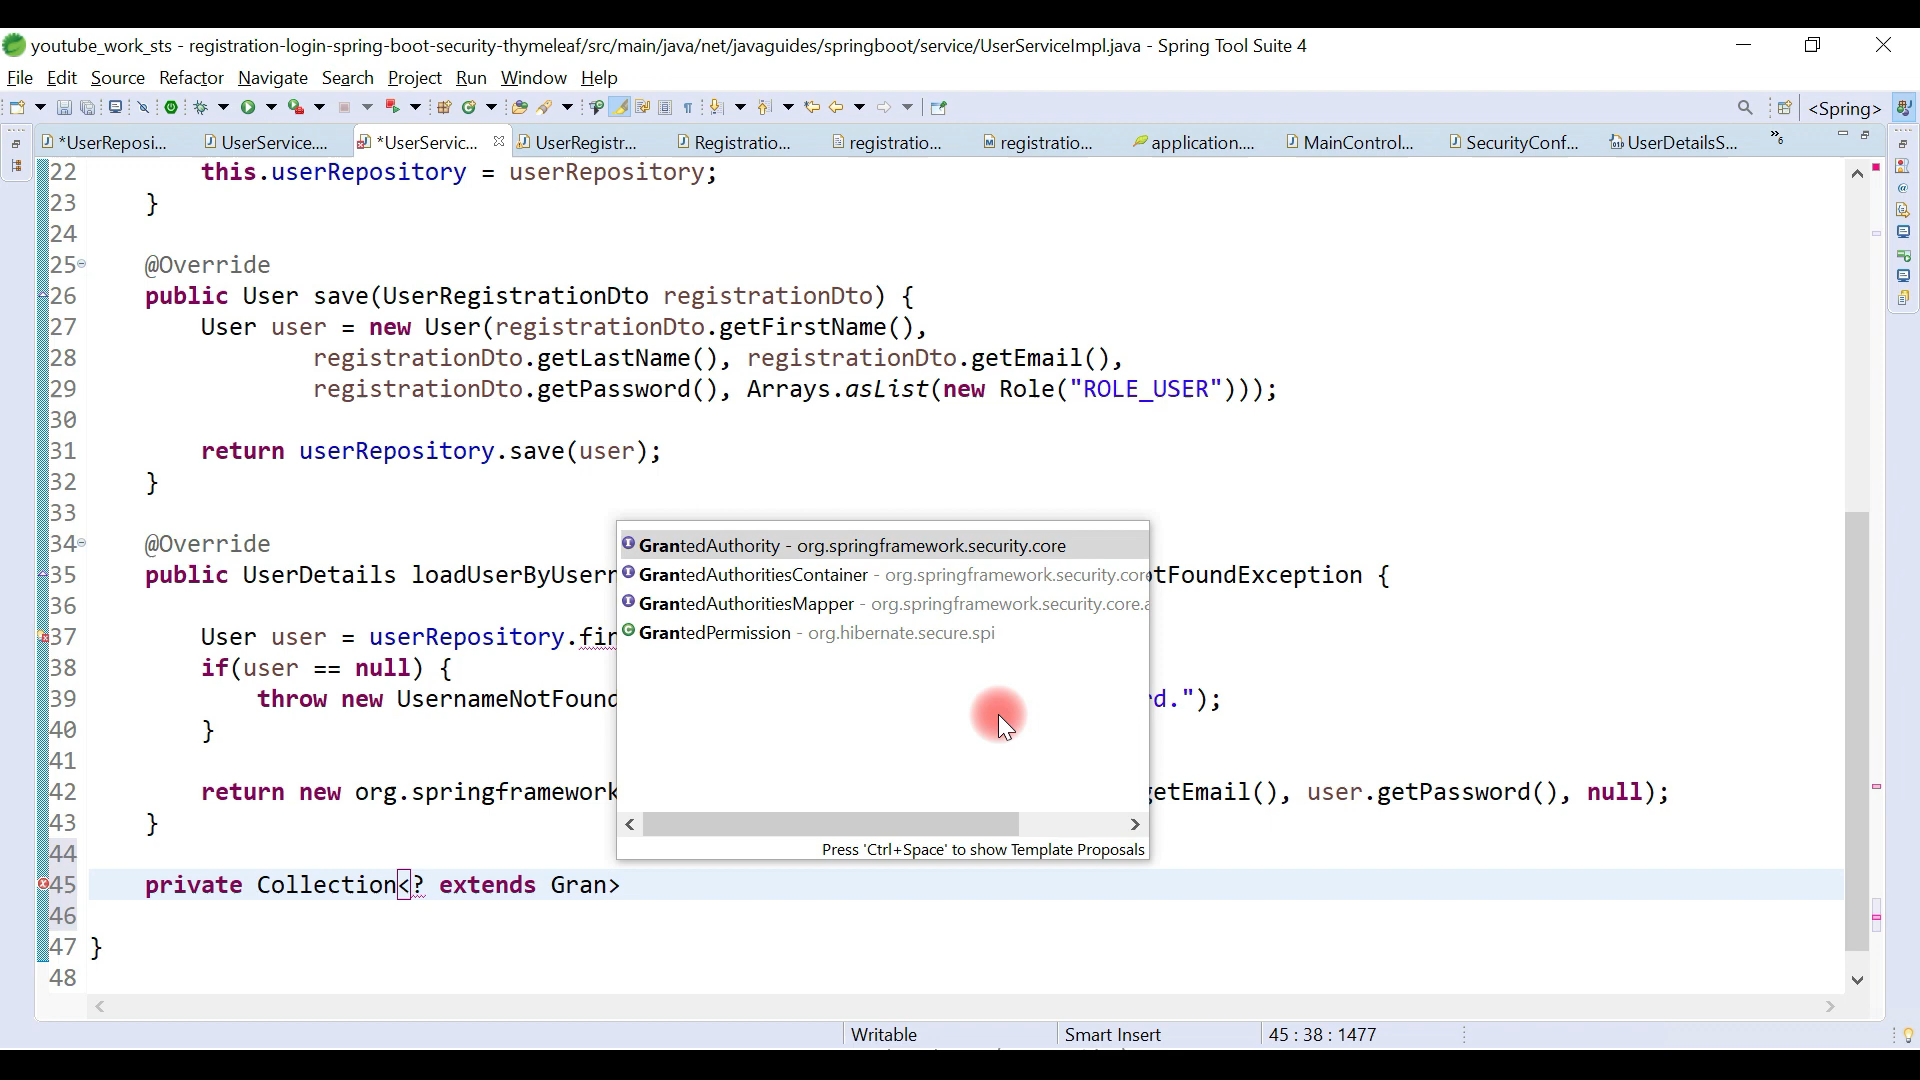 youtube_work_sts - registration-login-spring-boot-security-thymeleaf/src/main/java/net/javaguides/springboot/service/UserServiceImpl.java - Spring Tool Suite 4
File Edit Source Refactor Navigate Search Project Run Window Help
<Spring>
*UserReposi... UserService.... *UserServic... UserRegistr... Registratio... registratio... registratio... application.... MainControl... SecurityConf... UserDetailsS... »6
22 this.userRepository = userRepository;
23 }
24
25 @Override
26 public User save(UserRegistrationDto registrationDto) {
27 User user = new User(registrationDto.getFirstName(),
28 registrationDto.getLastName(), registrationDto.getEmail(),
29 registrationDto.getPassword(), Arrays.asList(new Role("ROLE_USER")));
30
31 return userRepository.save(user);
32 }
33
34 @Override
35 public UserDetails loadUserByUsern tFoundException {
36
37 User user = userRepository.fin
38 if(user == null) {
39 throw new UsernameNotFound d.");
40 }
41
42 return new org.springframework getEmail(), user.getPassword(), null);
43 }
44
45 private Collection<? extends Gran>
46
47 }
48
GrantedAuthority - org.springframework.security.core
GrantedAuthoritiesContainer - org.springframework.security.core
GrantedAuthoritiesMapper - org.springframework.security.core.a
GrantedPermission - org.hibernate.secure.spi
Press 'Ctrl+Space' to show Template Proposals
Writable Smart Insert 45 : 38 : 1477